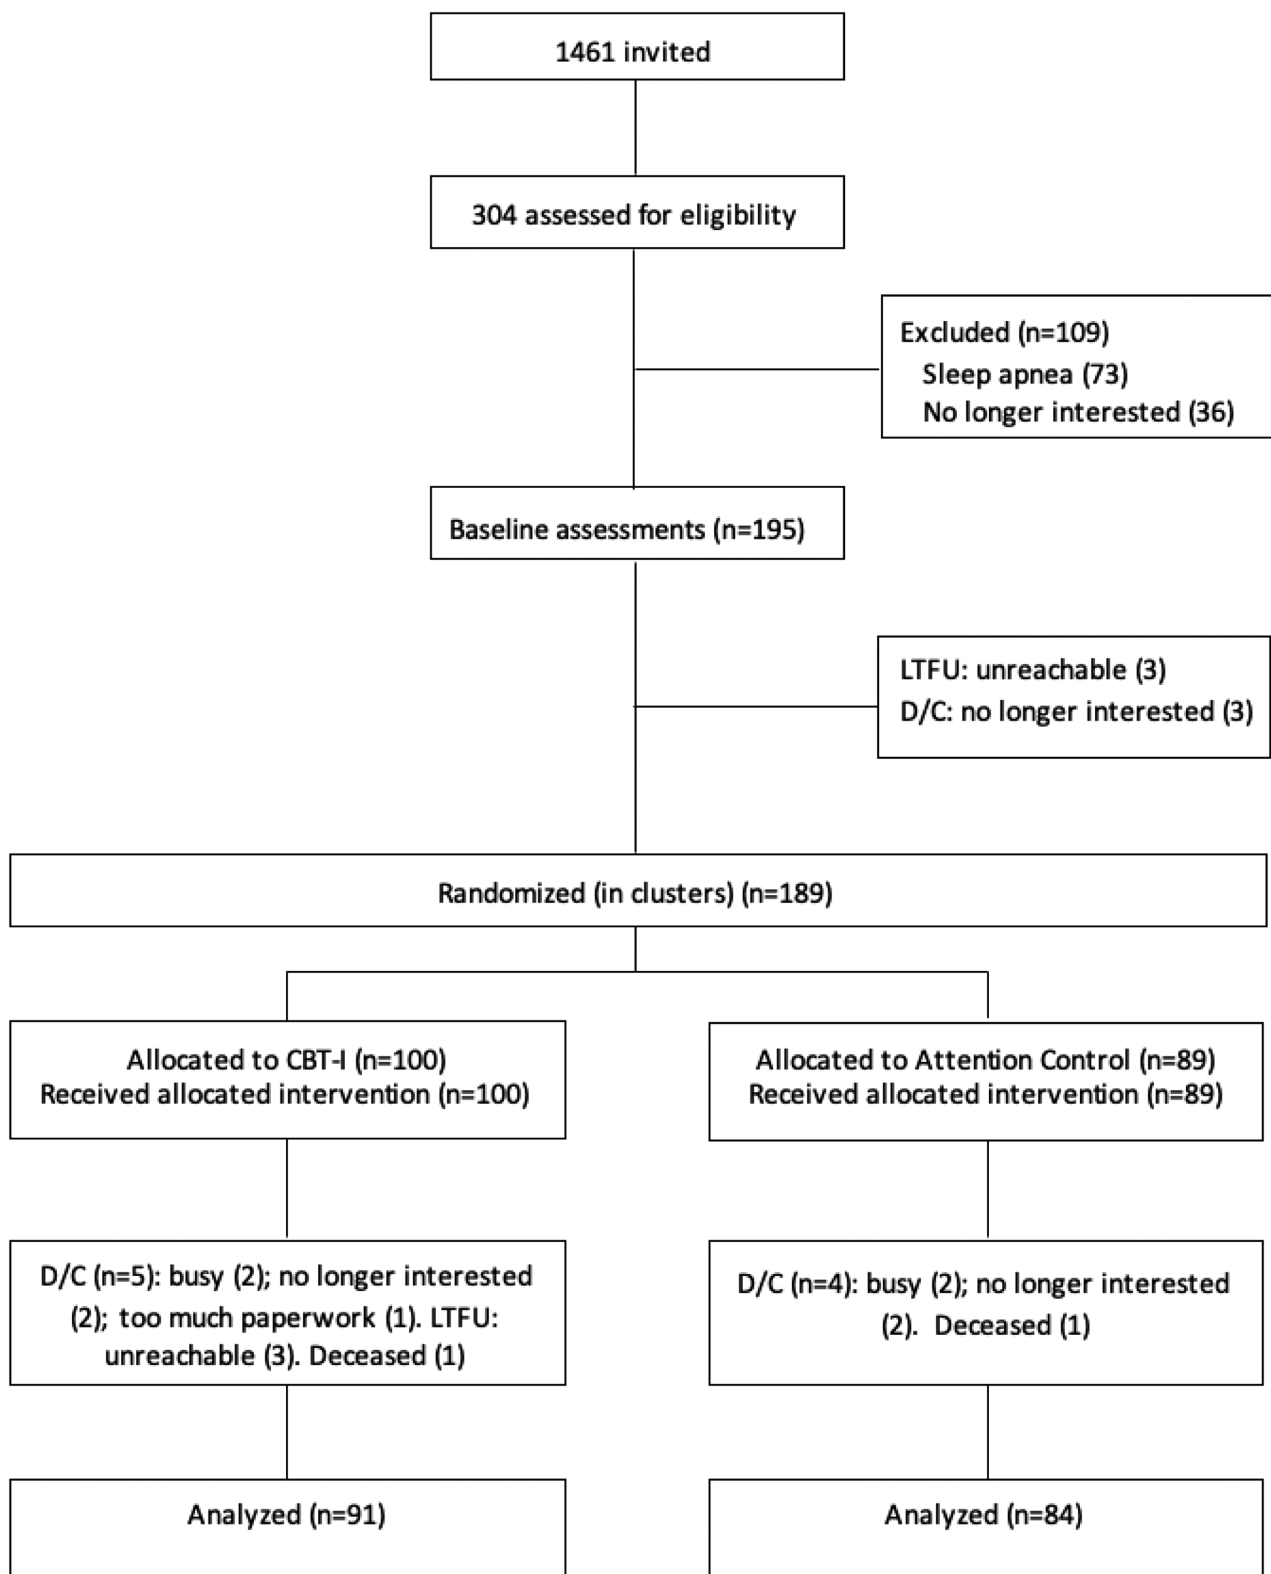 1461 invited
304 assessed for eligibility
Excluded (n=109)
Sleep apnea (73)
No longer interested (36)
Baseline assessments (n=195)
LTFU: unreachable (3)
D/C: no longer interested (3)
Randomized (in clusters) (n=189)
Allocated to CBT-I (n=100)
Received allocated intervention (n=100)
Allocated to Attention Control (n=89)
Received allocated intervention (n=89)
D/C (n=5): busy (2); no longer interested
(2); too much paperwork (1). LTFU:
unreachable (3). Deceased (1)
D/C (n=4): busy (2); no longer interested
(2).  Deceased (1)
Analyzed (n=91)
Analyzed (n=84)